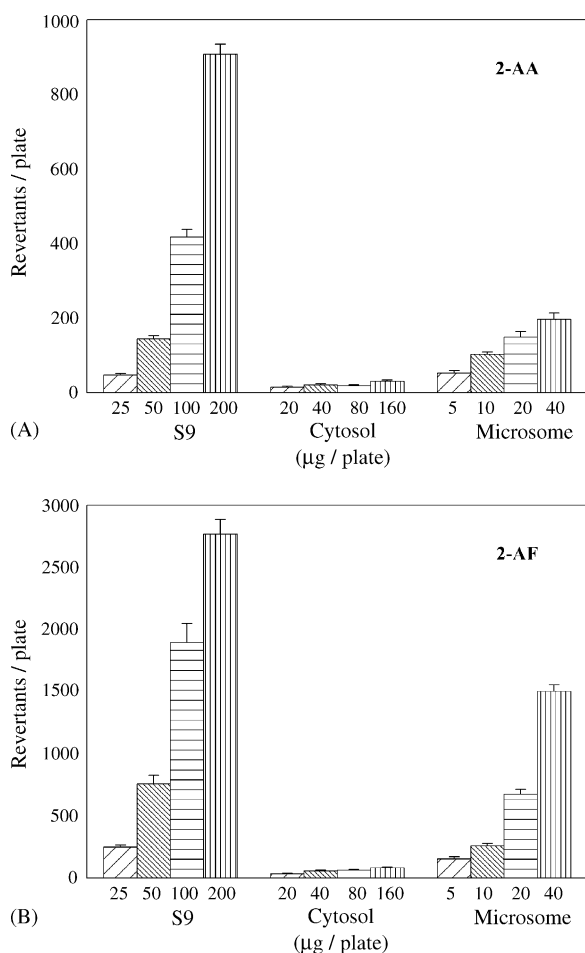 1000
2-AA
800
600
400
200
0
Revertants / plate
25 50 100 200 20 40 80 160 5 10 20 40
(A) S9 Cytosol Microsome
(μg / plate)
3000
2-AF
2500
2000
1500
1000
500
0
Revertants / plate
25 50 100 200 20 40 80 160 5 10 20 40
(B) S9 Cytosol Microsome
(μg / plate)